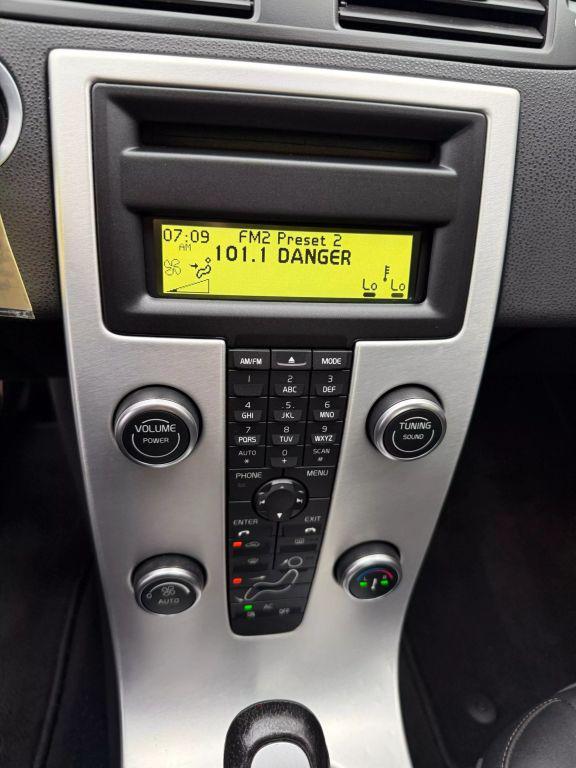 07:09 FM2 Preset 2
AM 101.1 DANGER
Lo Lo
AM/FM MODE
1 2 ABC 3 DEF
4 GHI .5. JKL 6 MNO
7 PQRS 8 TUV 9 WXYZ
AUTO * 0 + SCAN #
VOLUME
POWER
TUNING
SOUND
PHONE MENU
ENTER EXIT
O AUTO
L R
AC OFF